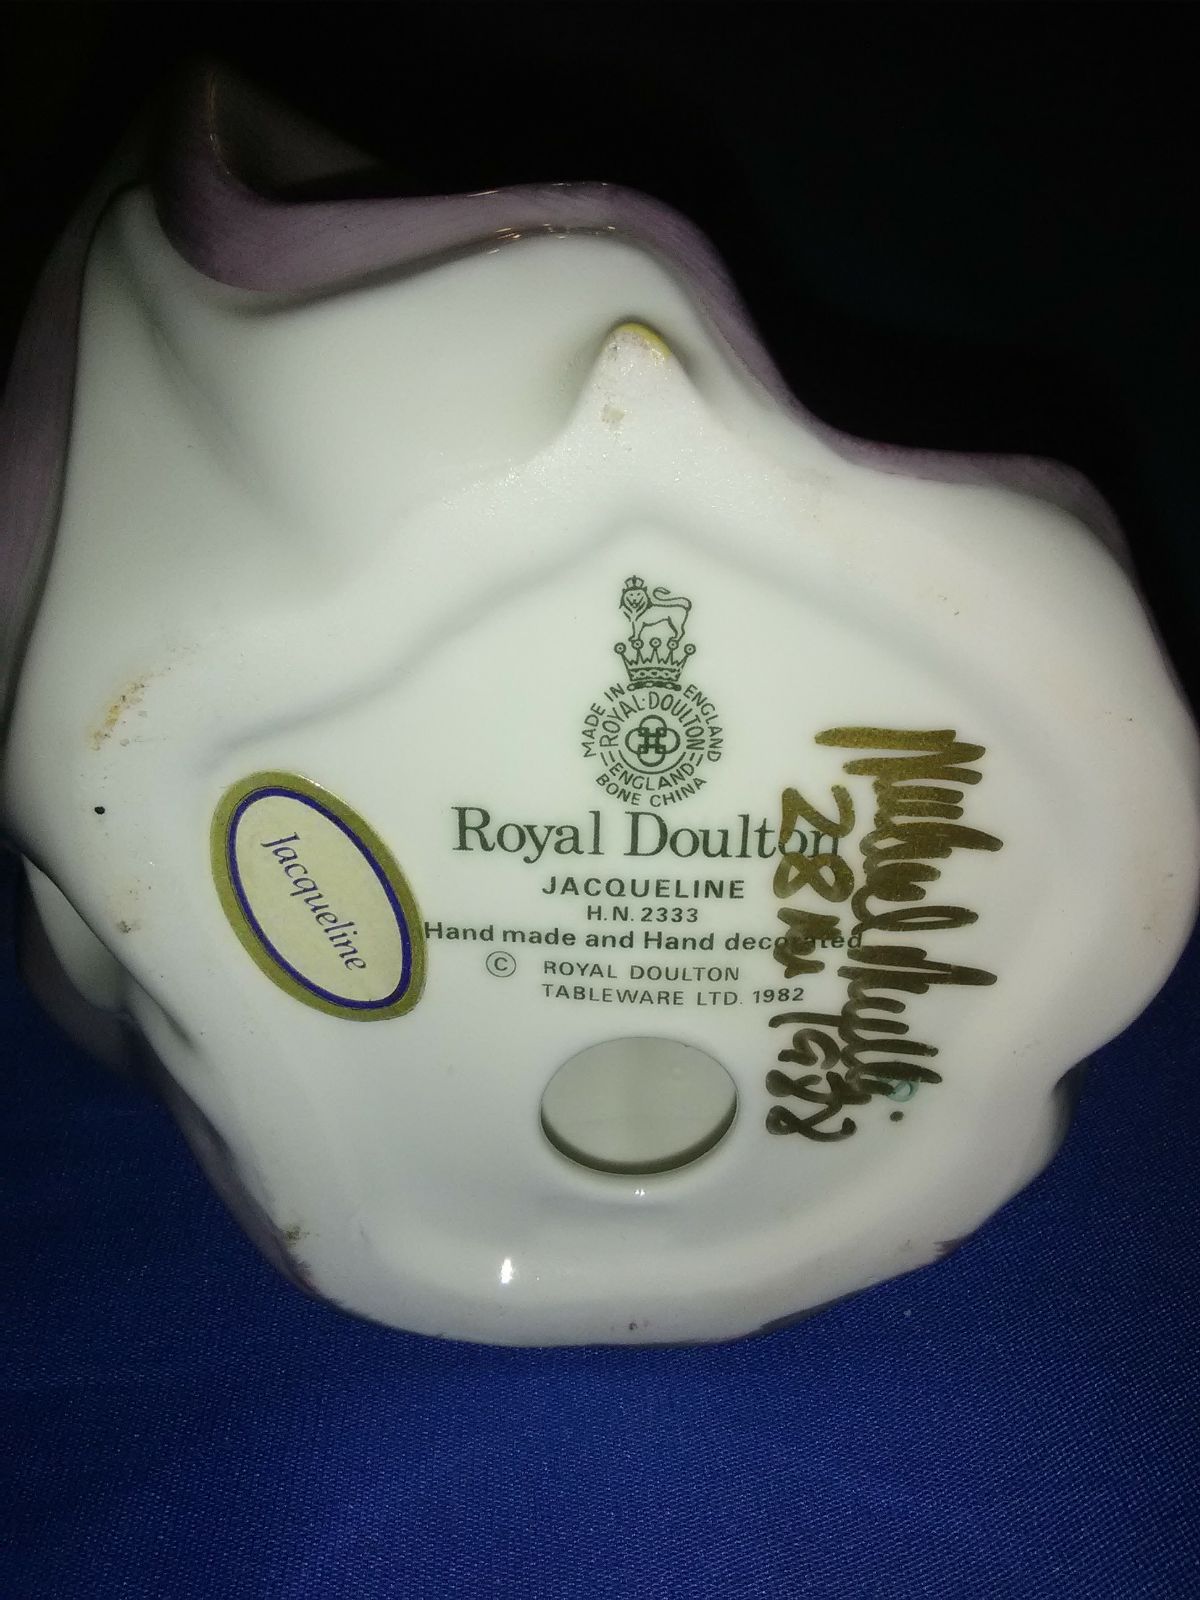 MADE IN ENGLAND
ROYAL·DOULTON
ENGLAND
BONE CHINA
Royal Doulton
JACQUELINE
H.N. 2333
Hand made and Hand decorated
© ROYAL DOULTON
TABLEWARE LTD. 1982
Jacqueline
28